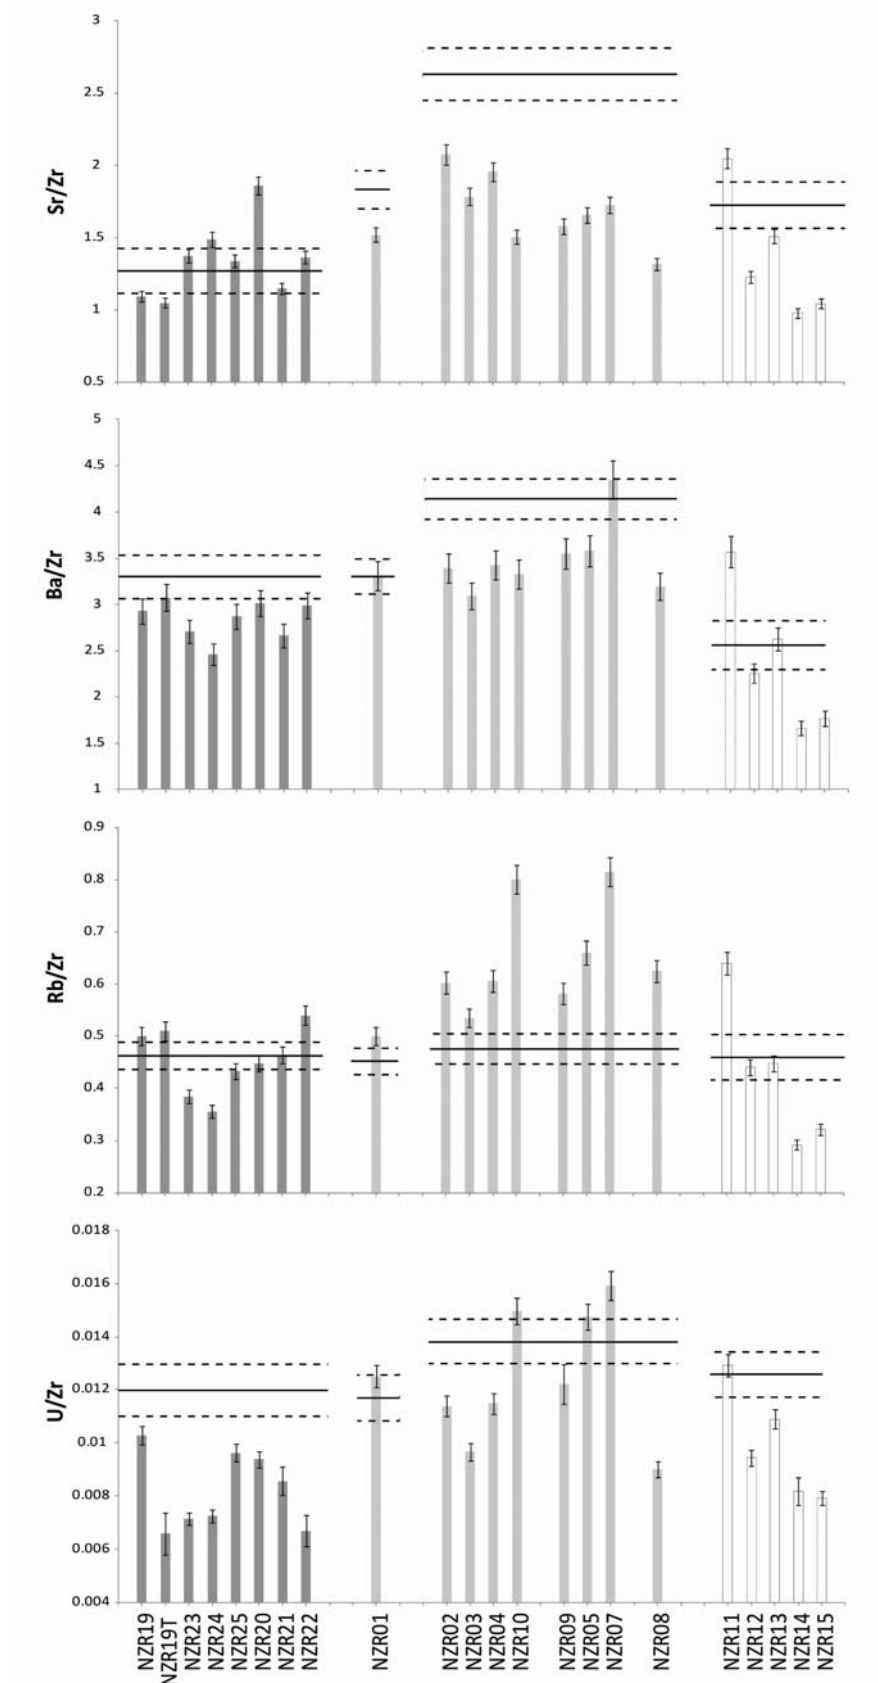 3
2.5
2
1.5
1
0.5
Sr/Zr
5
4.5
4
3.5
3
2.5
2
1.5
1
Ba/Zr
0.9
0.8
0.7
0.6
0.5
0.4
0.3
0.2
Rb/Zr
0.018
0.016
0.014
0.012
0.01
0.008
0.006
0.004
U/Zr
NZR19
NZR19T
NZR23
NZR24
NZR25
NZR20
NZR21
NZR22
NZR01
NZR02
NZR03
NZR04
NZR10
NZR09
NZR05
NZR07
NZR08
NZR11
NZR12
NZR13
NZR14
NZR15